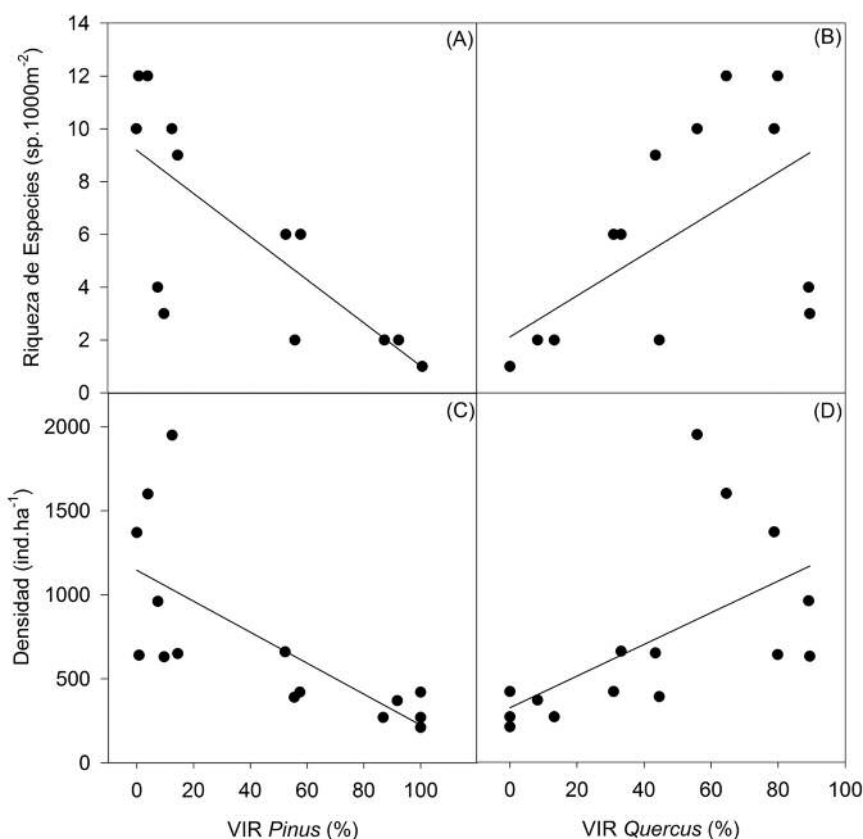 14
12
10
8
6
4
2
0
Riqueza de Especies (sp.1000m⁻²)
(A)
(B)
2000
1500
1000
500
0
Densidad (ind.ha⁻¹)
(C)
(D)
0 20 40 60 80 100
0 20 40 60 80 100
VIR Pinus (%)
VIR Quercus (%)